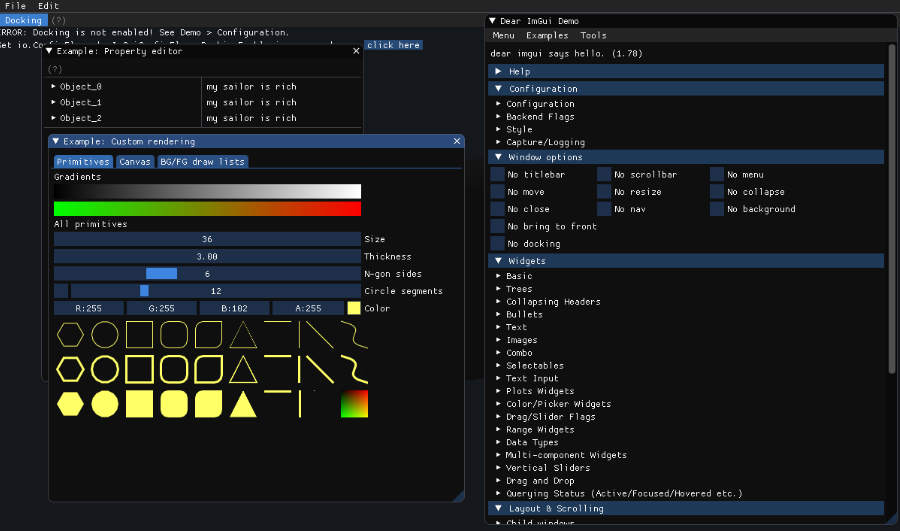 File Edit
Docking (?)
ERROR: Docking is not enabled! See Demo > Configuration.
click here
Example: Property editor
(?)
Object_0 my sailor is rich
Object_1 my sailor is rich
Object_2 my sailor is rich
Example: Custom rendering
Primitives Canvas BG/FG draw lists
Gradients
All primitives
36 Size
3.00 Thickness
6 N-gon sides
12 Circle segments
R:255 G:255 B:102 A:255 Color
Dear ImGui Demo
Menu Examples Tools
dear imgui says hello. (1.78)
Help
Configuration
Configuration
Backend Flags
Style
Capture/Logging
Window options
No titlebar No scrollbar No menu
No move No resize No collapse
No close No nav No background
No bring to front
No docking
Widgets
Basic
Trees
Collapsing Headers
Bullets
Text
Images
Combo
Selectables
Text Input
Plots Widgets
Color/Picker Widgets
Drag/Slider Flags
Range Widgets
Data Types
Multi-component Widgets
Vertical Sliders
Drag and Drop
Querying Status (Active/Focused/Hovered etc.)
Layout & Scrolling
Child windows